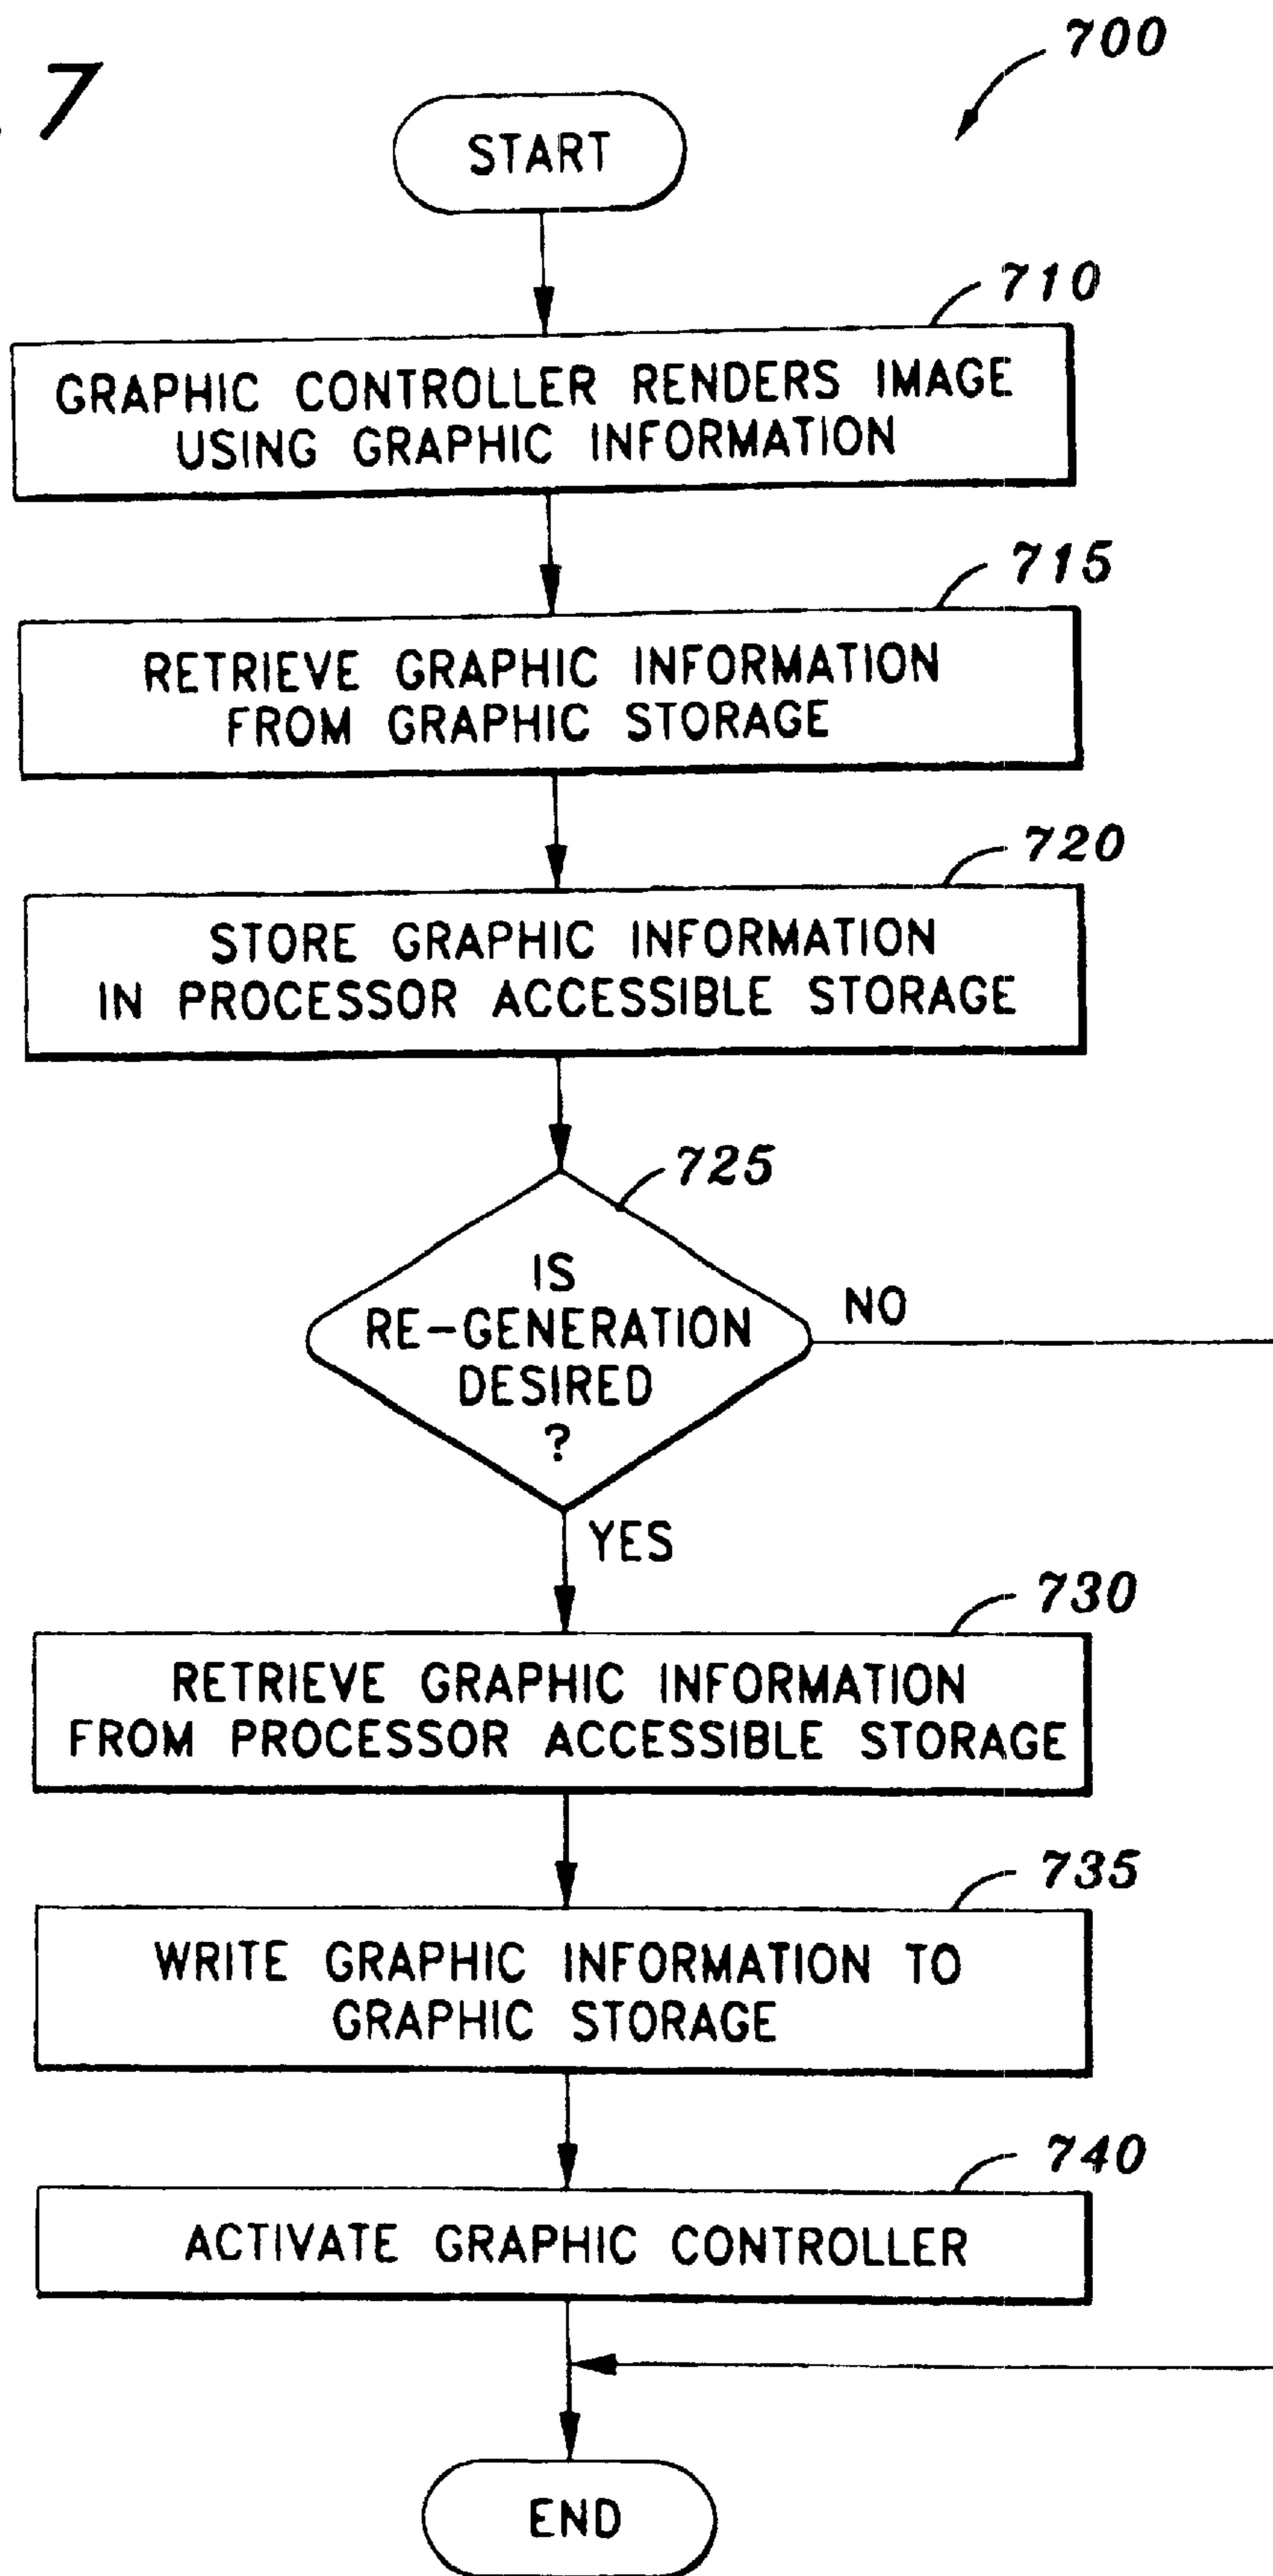 7
700
START
710
GRAPHIC CONTROLLER RENDERS IMAGE
USING GRAPHIC INFORMATION
715
RETRIEVE GRAPHIC INFORMATION
FROM GRAPHIC STORAGE
720
STORE GRAPHIC INFORMATION
IN PROCESSOR ACCESSIBLE STORAGE
725
IS
RE-GENERATION
DESIRED
?
NO
YES
730
RETRIEVE GRAPHIC INFORMATION
FROM PROCESSOR ACCESSIBLE STORAGE
735
WRITE GRAPHIC INFORMATION TO
GRAPHIC STORAGE
740
ACTIVATE GRAPHIC CONTROLLER
END